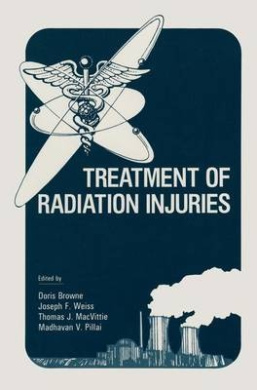 TREATMENT OF
RADIATION INJURIES
Edited by
Doris Browne
Joseph F. Weiss
Thomas J. MacVittie
Madhavan V. Pillai